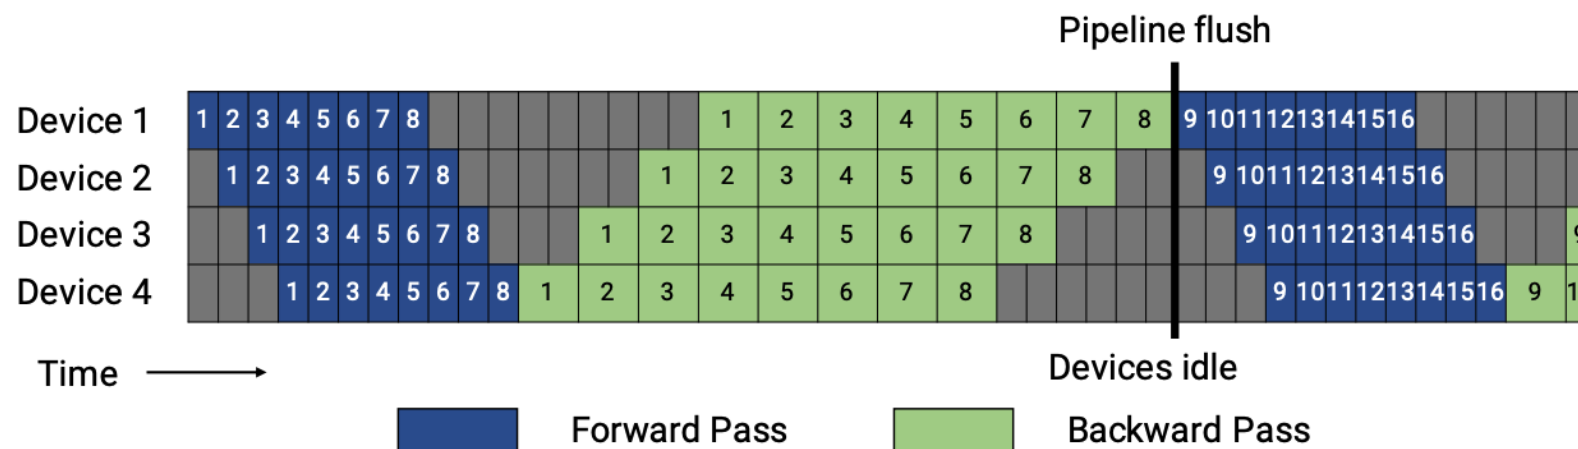 Pipeline flush
Device 1 1 2 3 4 5 6 7 8 1 2 3 4 5 6 7 8 9 10 11 12 13 14 15 16
Device 2 1 2 3 4 5 6 7 8 1 2 3 4 5 6 7 8 9 10 11 12 13 14 15 16
Device 3 1 2 3 4 5 6 7 8 1 2 3 4 5 6 7 8 9 10 11 12 13 14 15 16
Device 4 1 2 3 4 5 6 7 8 1 2 3 4 5 6 7 8 9 10 11 12 13 14 15 16 9
Time Devices idle
Forward Pass Backward Pass